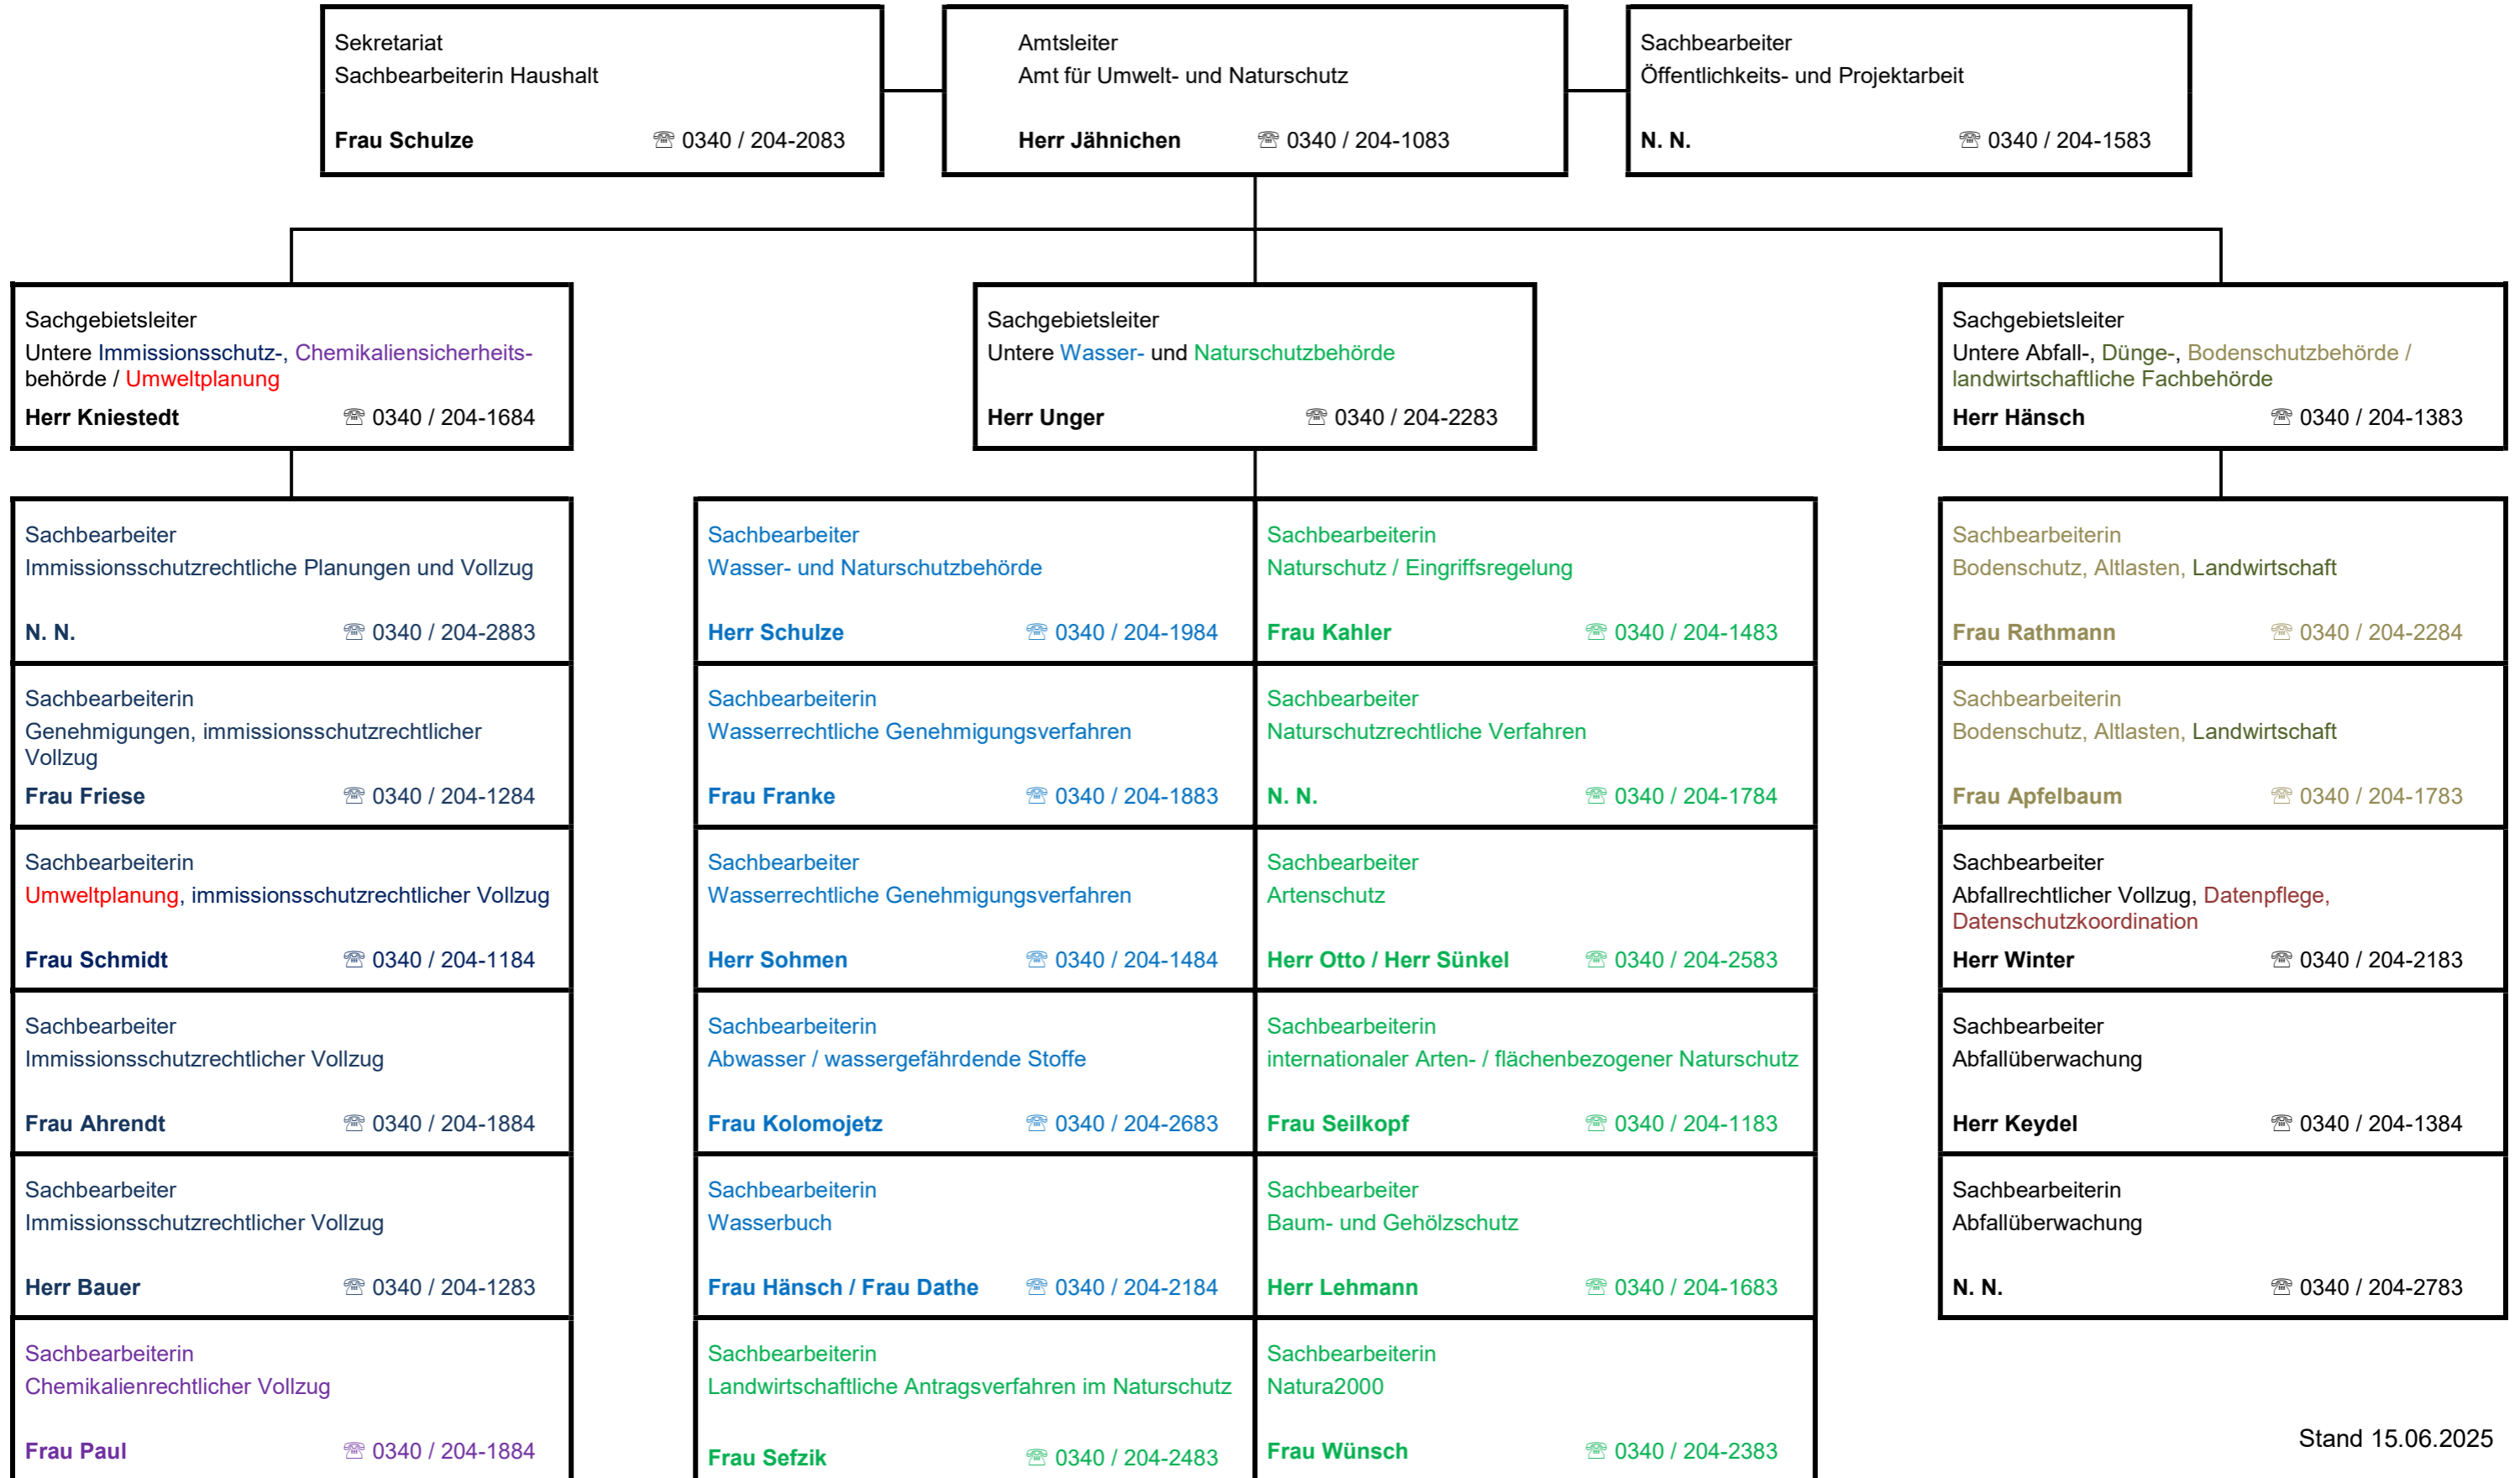 Sekretariat
Sachbearbeiterin Haushalt
Frau Schulze ☏ 0340 / 204-2083
Amtsleiter
Amt für Umwelt- und Naturschutz
Herr Jähnichen ☏ 0340 / 204-1083
Sachbearbeiter
Öffentlichkeits- und Projektarbeit
N. N. ☏ 0340 / 204-1583
Sachgebietsleiter
Untere Immissionsschutz-, Chemikaliensicherheits-
behörde / Umweltplanung
Herr Kniestedt ☏ 0340 / 204-1684
Sachgebietsleiter
Untere Wasser- und Naturschutzbehörde
Herr Unger ☏ 0340 / 204-2283
Sachgebietsleiter
Untere Abfall-, Dünge-, Bodenschutzbehörde /
landwirtschaftliche Fachbehörde
Herr Hänsch ☏ 0340 / 204-1383
Sachbearbeiter
Immissionsschutzrechtliche Planungen und Vollzug
N. N. ☏ 0340 / 204-2883
Sachbearbeiterin
Genehmigungen, immissionsschutzrechtlicher
Vollzug
Frau Friese ☏ 0340 / 204-1284
Sachbearbeiterin
Umweltplanung, immissionsschutzrechtlicher Vollzug
Frau Schmidt ☏ 0340 / 204-1184
Sachbearbeiter
Immissionsschutzrechtlicher Vollzug
Frau Ahrendt ☏ 0340 / 204-1884
Sachbearbeiter
Immissionsschutzrechtlicher Vollzug
Herr Bauer ☏ 0340 / 204-1283
Sachbearbeiterin
Chemikalienrechtlicher Vollzug
Frau Paul ☏ 0340 / 204-1884
Sachbearbeiter
Wasser- und Naturschutzbehörde
Herr Schulze ☏ 0340 / 204-1984
Sachbearbeiterin
Wasserrechtliche Genehmigungsverfahren
Frau Franke ☏ 0340 / 204-1883
Sachbearbeiter
Wasserrechtliche Genehmigungsverfahren
Herr Sohmen ☏ 0340 / 204-1484
Sachbearbeiterin
Abwasser / wassergefährdende Stoffe
Frau Kolomojetz ☏ 0340 / 204-2683
Sachbearbeiterin
Wasserbuch
Frau Hänsch / Frau Dathe ☏ 0340 / 204-2184
Sachbearbeiterin
Landwirtschaftliche Antragsverfahren im Naturschutz
Frau Sefzik ☏ 0340 / 204-2483
Sachbearbeiterin
Naturschutz / Eingriffsregelung
Frau Kahler ☏ 0340 / 204-1483
Sachbearbeiter
Naturschutzrechtliche Verfahren
N. N. ☏ 0340 / 204-1784
Sachbearbeiter
Artenschutz
Herr Otto / Herr Sünkel ☏ 0340 / 204-2583
Sachbearbeiterin
internationaler Arten- / flächenbezogener Naturschutz
Frau Seilkopf ☏ 0340 / 204-1183
Sachbearbeiter
Baum- und Gehölzschutz
Herr Lehmann ☏ 0340 / 204-1683
Sachbearbeiterin
Natura2000
Frau Wünsch ☏ 0340 / 204-2383
Sachbearbeiterin
Bodenschutz, Altlasten, Landwirtschaft
Frau Rathmann ☏ 0340 / 204-2284
Sachbearbeiterin
Bodenschutz, Altlasten, Landwirtschaft
Frau Apfelbaum ☏ 0340 / 204-1783
Sachbearbeiter
Abfallrechtlicher Vollzug, Datenpflege,
Datenschutzkoordination
Herr Winter ☏ 0340 / 204-2183
Sachbearbeiter
Abfallüberwachung
Herr Keydel ☏ 0340 / 204-1384
Sachbearbeiterin
Abfallüberwachung
N. N. ☏ 0340 / 204-2783
Stand 15.06.2025